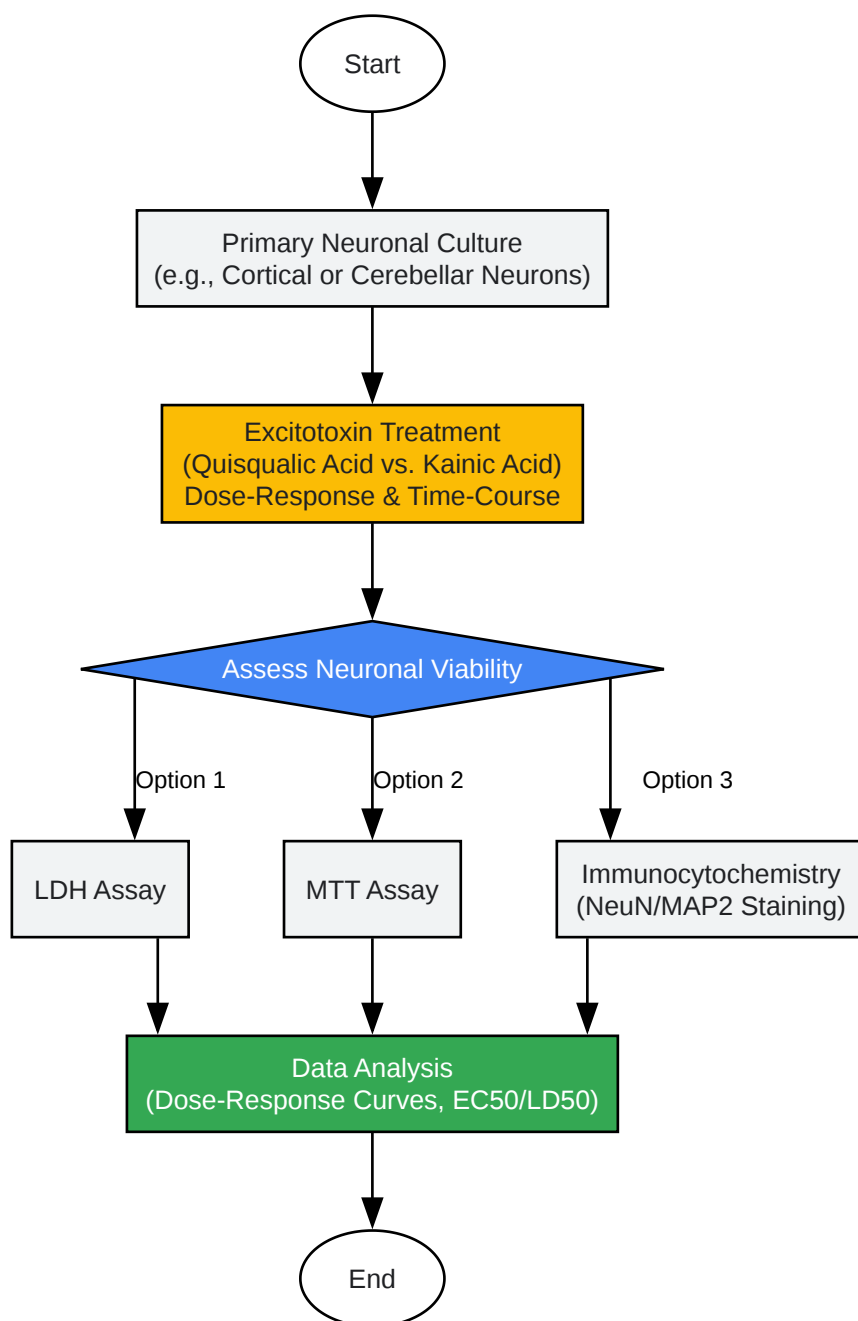 Start
Primary Neuronal Culture
(e.g., Cortical or Cerebellar Neurons)
Excitotoxin Treatment
(Quisqualic Acid vs. Kainic Acid)
Dose-Response & Time-Course
Assess Neuronal Viability
Option 1
Option 2
Option 3
LDH Assay
MTT Assay
Immunocytochemistry
(NeuN/MAP2 Staining)
Data Analysis
(Dose-Response Curves, EC50/LD50)
End